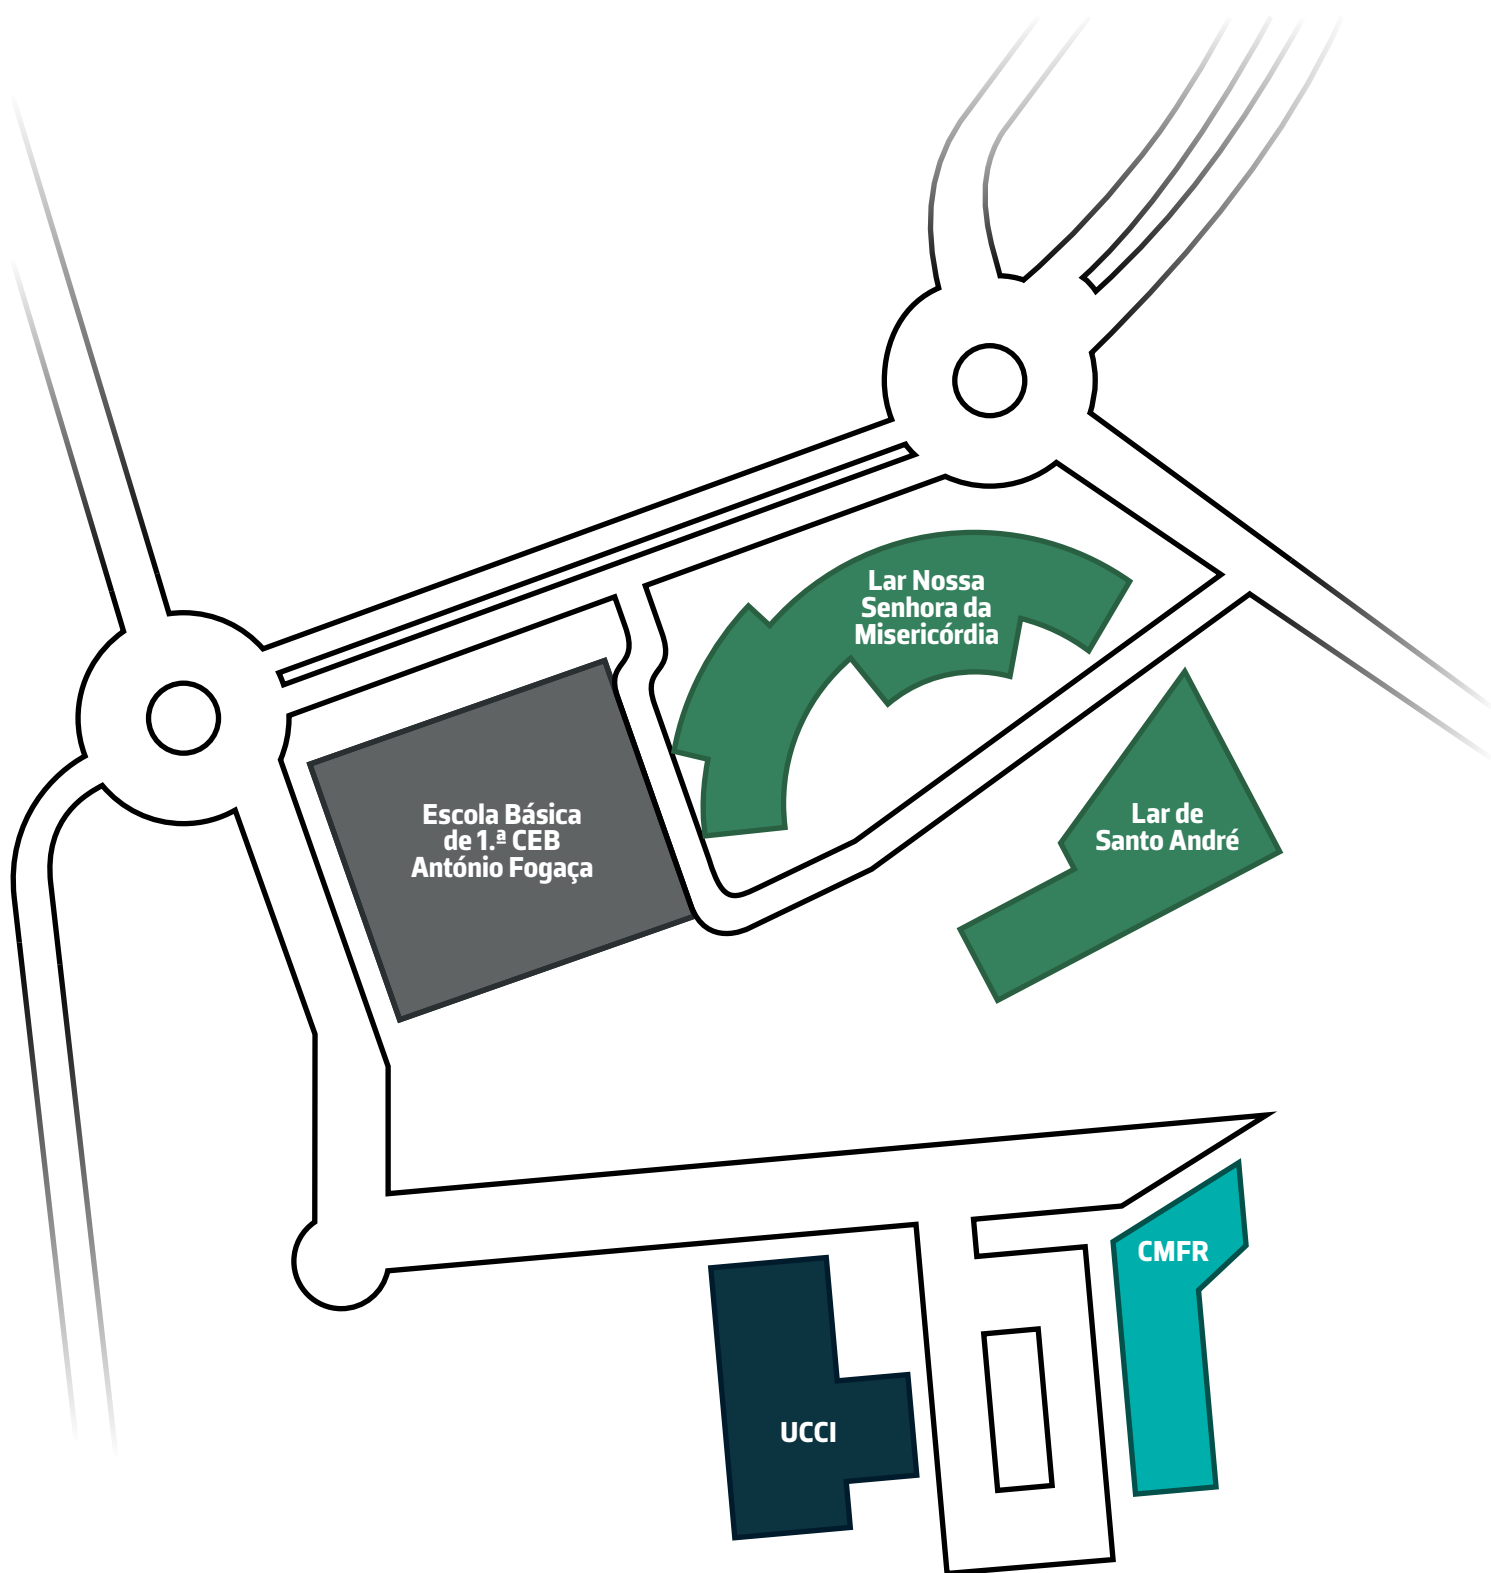 Lar Nossa
Senhora da
Misericórdia
Escola Básica
de 1.ª CEB
António Fogaça
Lar de
Santo André
CMFR
UCCI